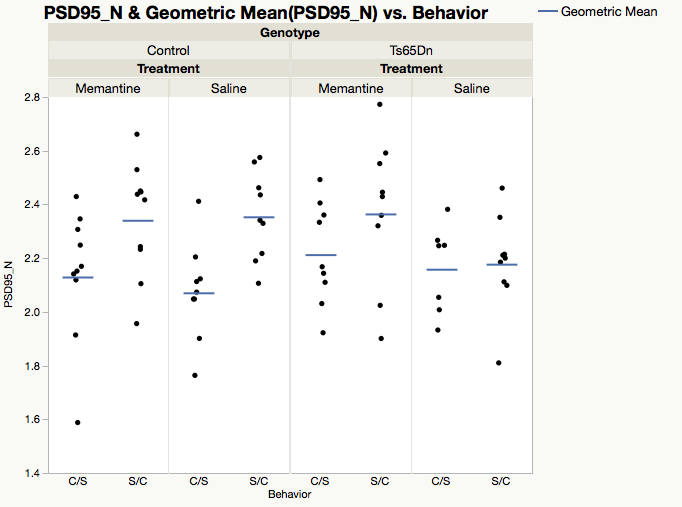 PSD95_N & Geometric Mean(PSD95_N) vs. Behavior
Geometric Mean
Genotype
Control Ts65Dn
Treatment Treatment
Memantine Saline Memantine Saline
2.8
2.6
2.4
2.2
2.0
1.8
1.6
1.4
PSD95_N
C/S S/C C/S S/C C/S S/C C/S S/C
Behavior